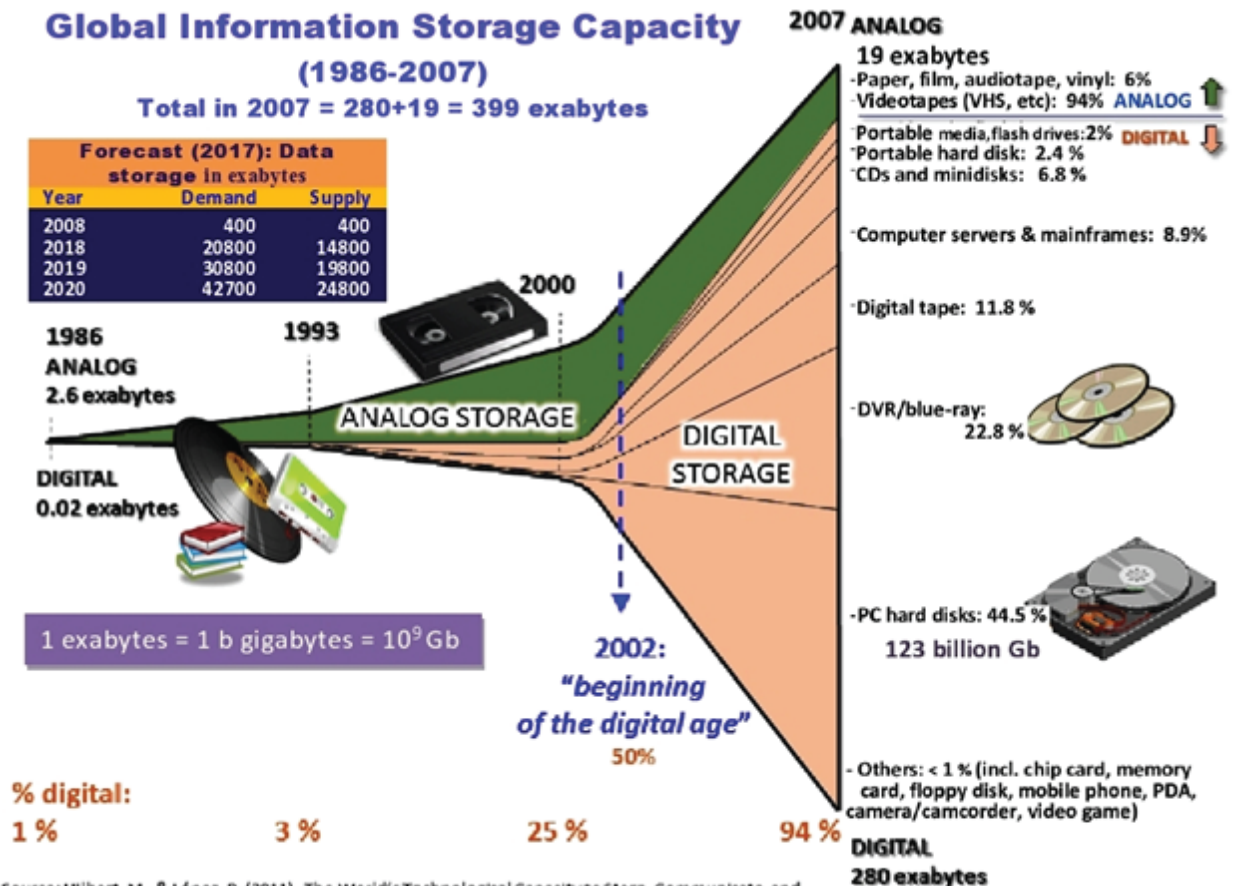 Global Information Storage Capacity
(1986-2007)
Total in 2007 = 280+19 = 399 exabytes
Forecast (2017): Data
storage in exabytes
Year Demand Supply
2008 400 400
2018 20800 14800
2019 30800 19800
2020 42700 24800
1986
ANALOG
2.6 exabytes
DIGITAL
0.02 exabytes
1993
2000
ANALOG STORAGE
DIGITAL
STORAGE
1 exabytes = 1 b gigabytes = 10⁹ Gb
2002:
"beginning
of the digital age"
50%
% digital:
1 %
3 %
25 %
94 %
2007 ANALOG
19 exabytes
-Paper, film, audiotape, vinyl: 6%
-Videotapes (VHS, etc): 94% ANALOG
-Portable media,flash drives:2% DIGITAL
-Portable hard disk: 2.4 %
-CDs and minidisks: 6.8 %
-Computer servers & mainframes: 8.9%
-Digital tape: 11.8 %
-DVR/blue-ray:
22.8 %
-PC hard disks: 44.5 %
123 billion Gb
- Others: < 1 % (incl. chip card, memory
card, floppy disk, mobile phone, PDA,
camera/camcorder, video game)
DIGITAL
280 exabytes